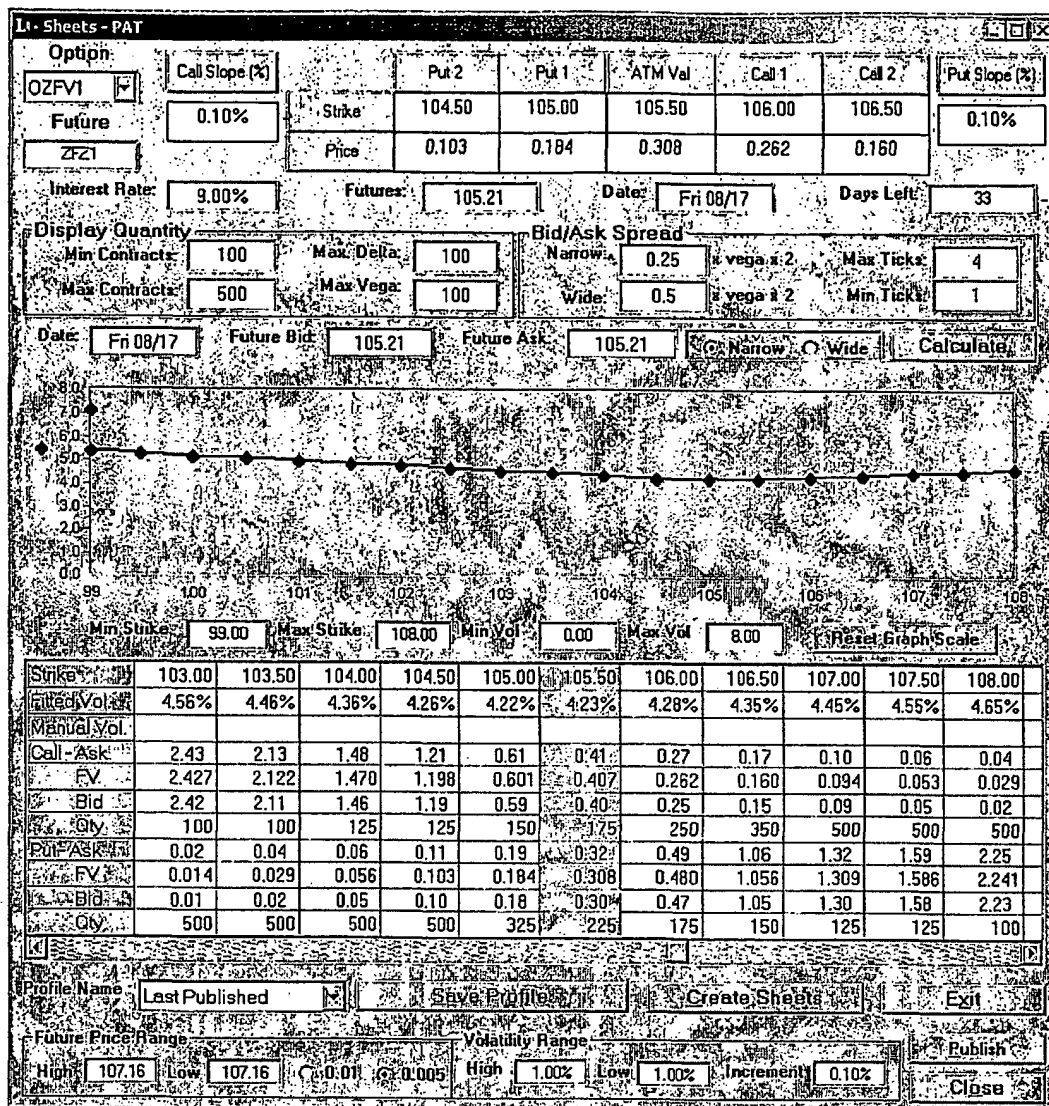 Sheets - PAT
Option
OZFV1
Future
ZFZ1
Call Slope (%)
0.10%
Put 2 Put 1 ATM Val Call 1 Call 2
Strike 104.50 105.00 105.50 106.00 106.50
Price 0.103 0.184 0.308 0.262 0.160
Put Slope (%)
0.10%
Interest Rate: 9.00% Futures: 105.21 Date: Fri 08/17 Days Left: 33
Display Quantity
Min Contracts: 100 Max Delta: 100
Max Contracts: 500 Max Vega: 100
Bid/Ask Spread
Narrow: 0.25 x vega x 2 Max Ticks: 4
Wide: 0.5 x vega x 2 Min Ticks: 1
Date: Fri 08/17 Future Bid: 105.21 Future Ask: 105.21 Narrow Wide Calculate
8.0
7.0
6.0
5.0
4.0
3.0
2.0
1.0
0.0
99 100 101 102 103 104 105 106 107 108
Min Strike: 99.00 Max Strike: 108.00 Min Vol 0.00 Max Vol 8.00 Reset Graph Scale
Strike 103.00 103.50 104.00 104.50 105.00 105.50 106.00 106.50 107.00 107.50 108.00
Fitted Vol. 4.56% 4.46% 4.36% 4.26% 4.22% 4.23% 4.28% 4.35% 4.45% 4.55% 4.65%
Manual Vol.
Call - Ask 2.43 2.13 1.48 1.21 0.61 0.41 0.27 0.17 0.10 0.06 0.04
FV 2.427 2.122 1.470 1.198 0.601 0.407 0.262 0.160 0.094 0.053 0.029
Bid 2.42 2.11 1.46 1.19 0.59 0.40 0.25 0.15 0.09 0.05 0.02
Qty 100 100 125 125 150 175 250 350 500 500 500
Put - Ask 0.02 0.04 0.06 0.11 0.19 0.32 0.49 1.06 1.32 1.59 2.25
FV 0.014 0.029 0.056 0.103 0.184 0.308 0.480 1.056 1.309 1.586 2.241
Bid 0.01 0.02 0.05 0.10 0.18 0.30 0.47 1.05 1.30 1.58 2.23
Qty 500 500 500 500 325 225 175 150 125 125 100
Profile Name Last Published Save Profile Create Sheets Exit
Future Price Range
High 107.16 Low 107.16 0.01 0.005
Volatility Range
High 1.00% Low 1.00% Increment 0.10%
Publish
Close